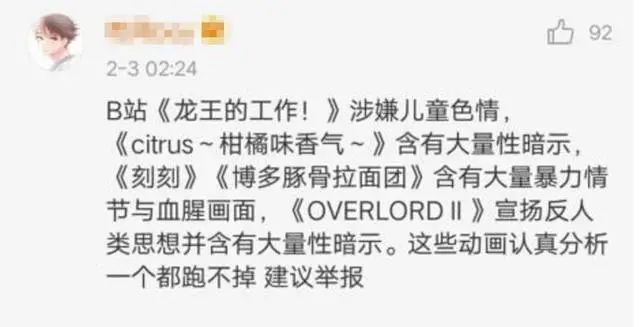 92
2-3 02:24
B站《龙王的工作！》涉嫌儿童色情，
《citrus～柑橘味香气～》含有大量性暗示，
《刻刻》《博多豚骨拉面团》含有大量暴力情
节与血腥画面，《OVERLORDⅡ》宣扬反人
类思想并含有大量性暗示。这些动画认真分析
一个都跑不掉 建议举报